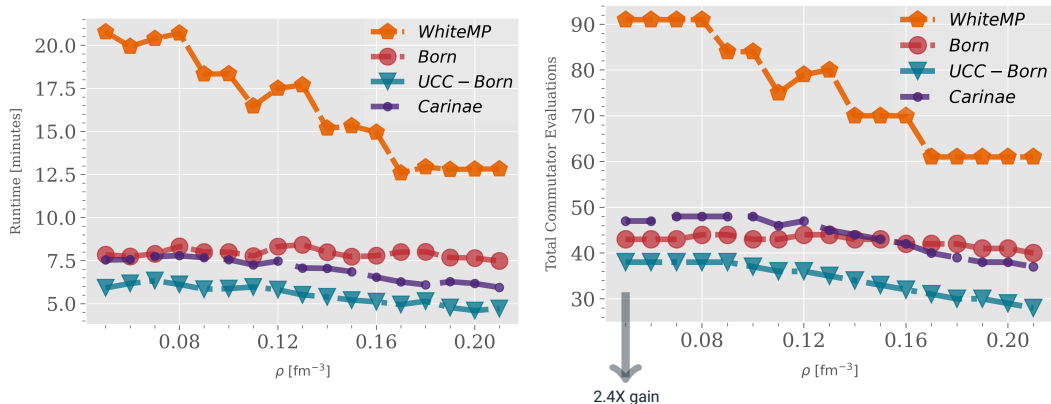 20.0
17.5
15.0
12.5
10.0
7.5
5.0
Runtime [minutes]
WhiteMP
Born
UCC − Born
Carinae
0.08
0.12
0.16
0.20
ρ [fm⁻³]
90
80
70
60
50
40
30
Total Commutator Evaluations
WhiteMP
Born
UCC − Born
Carinae
0.08
0.12
0.16
0.20
ρ [fm⁻³]
2.4X gain